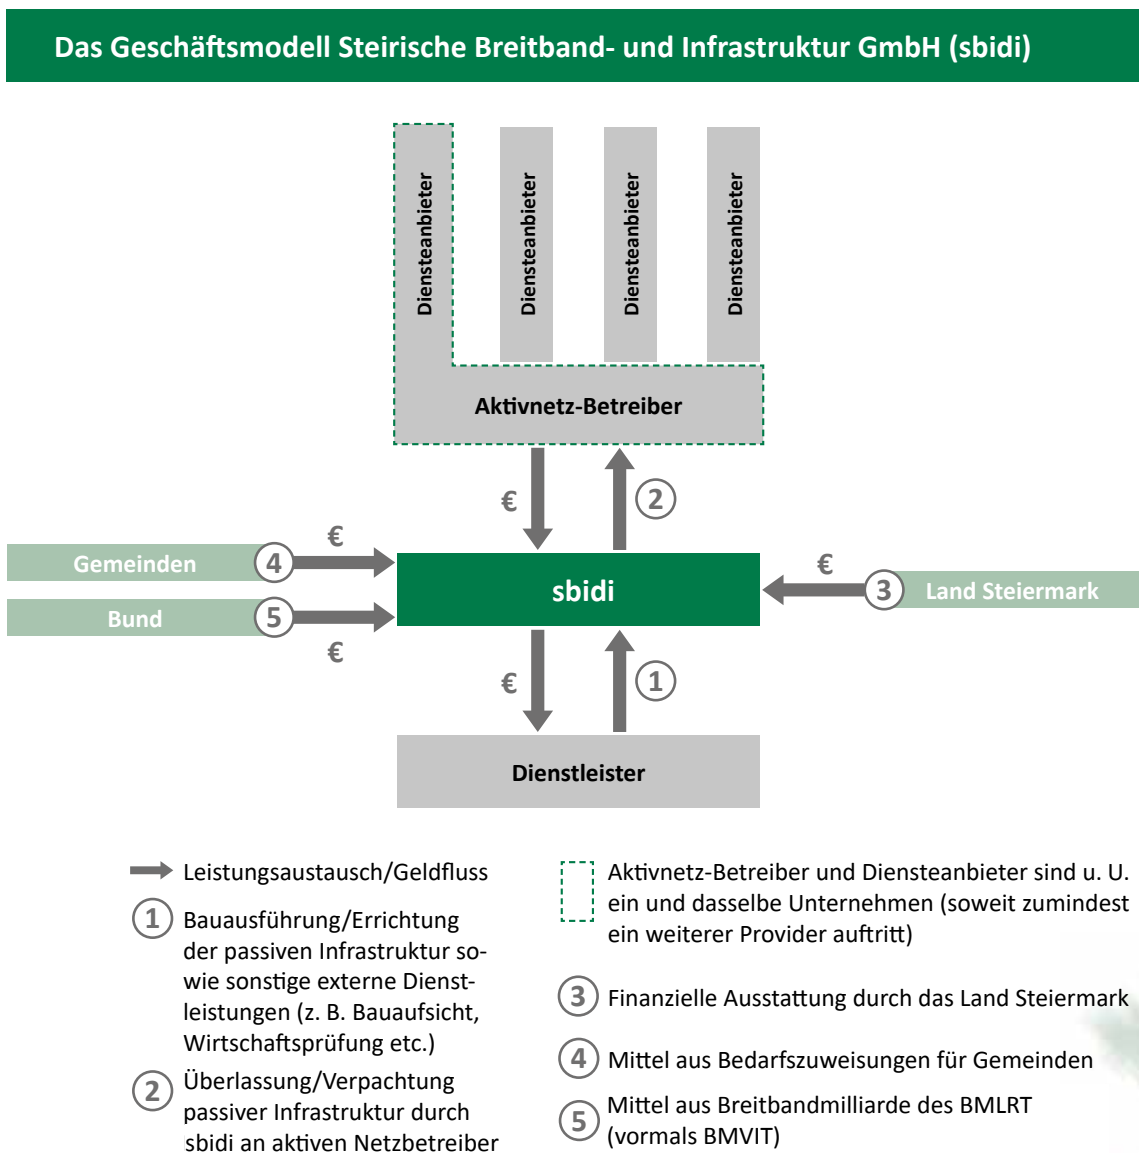 Das Geschäftsmodell Steirische Breitband- und Infrastruktur GmbH (sbidi)
Diensteanbieter
Diensteanbieter
Diensteanbieter
Diensteanbieter
Aktivnetz-Betreiber
€
2
Gemeinden
4
€
Bund
5
€
sbidi
€
3
Land Steiermark
€
1
Dienstleister
Leistungsaustausch/Geldfluss
1
Bauausführung/Errichtung
der passiven Infrastruktur so-
wie sonstige externe Dienst-
leistungen (z. B. Bauaufsicht,
Wirtschaftsprüfung etc.)
2
Überlassung/Verpachtung
passiver Infrastruktur durch
sbidi an aktiven Netzbetreiber
Aktivnetz-Betreiber und Diensteanbieter sind u. U.
ein und dasselbe Unternehmen (soweit zumindest
ein weiterer Provider auftritt)
3
Finanzielle Ausstattung durch das Land Steiermark
4
Mittel aus Bedarfszuweisungen für Gemeinden
5
Mittel aus Breitbandmilliarde des BMLRT
(vormals BMVIT)